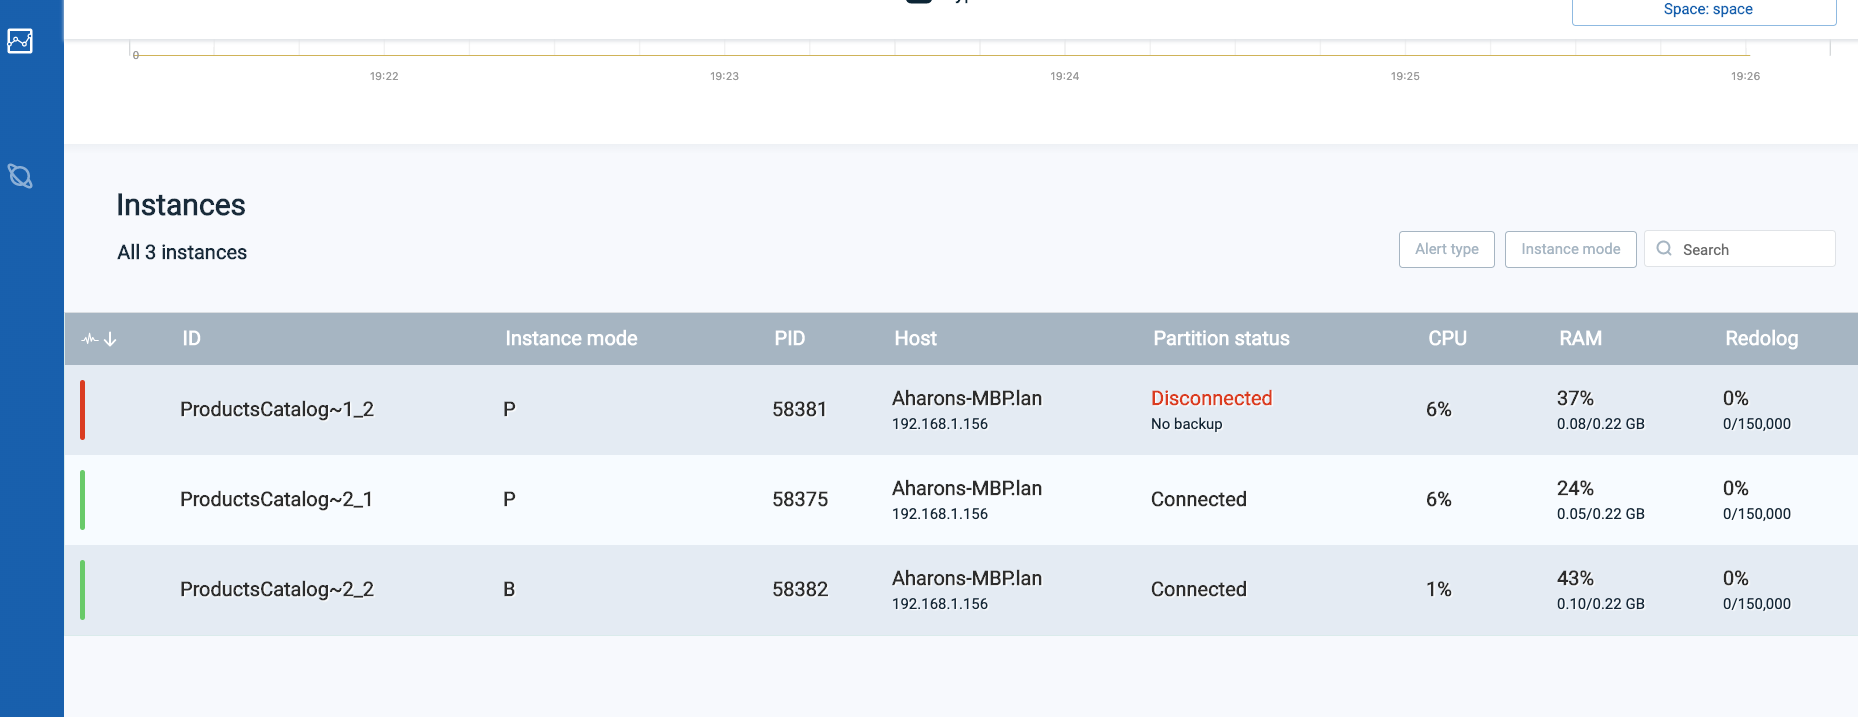 Space: space
0
19:22 19:23 19:24 19:25 19:26
Instances
All 3 instances
Alert type Instance mode Search
ID Instance mode PID Host Partition status CPU RAM Redolog
ProductsCatalog~1_2 P 58381 Aharons-MBP.lan Disconnected 6% 37% 0%
192.168.1.156 No backup 0.08/0.22 GB 0/150,000
ProductsCatalog~2_1 P 58375 Aharons-MBP.lan Connected 6% 24% 0%
192.168.1.156 0.05/0.22 GB 0/150,000
ProductsCatalog~2_2 B 58382 Aharons-MBP.lan Connected 1% 43% 0%
192.168.1.156 0.10/0.22 GB 0/150,000